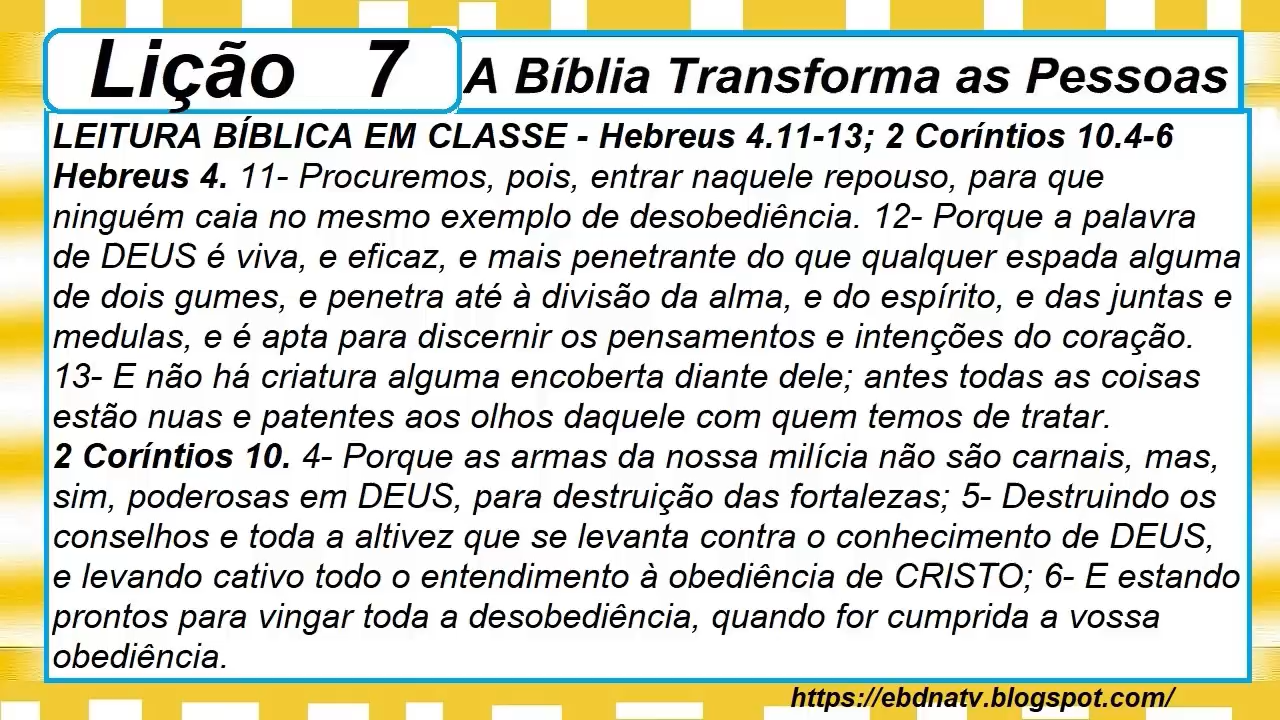 Lição 7
A Bíblia Transforma as Pessoas
LEITURA BÍBLICA EM CLASSE - Hebreus 4.11-13; 2 Coríntios 10.4-6
Hebreus 4. 11- Procuremos, pois, entrar naquele repouso, para que
ninguém caia no mesmo exemplo de desobediência. 12- Porque a palavra
de DEUS é viva, e eficaz, e mais penetrante do que qualquer espada alguma
de dois gumes, e penetra até à divisão da alma, e do espírito, e das juntas e
medulas, e é apta para discernir os pensamentos e intenções do coração.
13- E não há criatura alguma encoberta diante dele; antes todas as coisas
estão nuas e patentes aos olhos daquele com quem temos de tratar.
2 Coríntios 10. 4- Porque as armas da nossa milícia não são carnais, mas,
sim, poderosas em DEUS, para destruição das fortalezas; 5- Destruindo os
conselhos e toda a altivez que se levanta contra o conhecimento de DEUS,
e levando cativo todo o entendimento à obediência de CRISTO; 6- E estando
prontos para vingar toda a desobediência, quando for cumprida a vossa
obediência.
https://ebdnatv.blogspot.com/